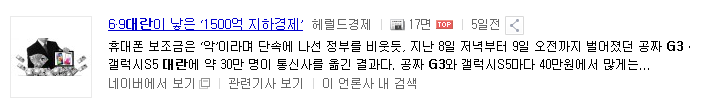 6·9대란이 낳은 '1500억 지하경제' 헤럴드경제 17면 TOP 5일전
휴대폰 보조금은 '악'이라며 단속에 나선 정부를 비웃듯, 지난 8일 저녁부터 9일 오전까지 벌어졌던 공짜 G3·
갤럭시S5 대란에 약 30만 명이 통신사를 옮긴 결과다. 공짜 G3와 갤럭시S5마다 40만원에서 많게는...
네이버에서 보기 관련기사 보기 이 언론사 내 검색